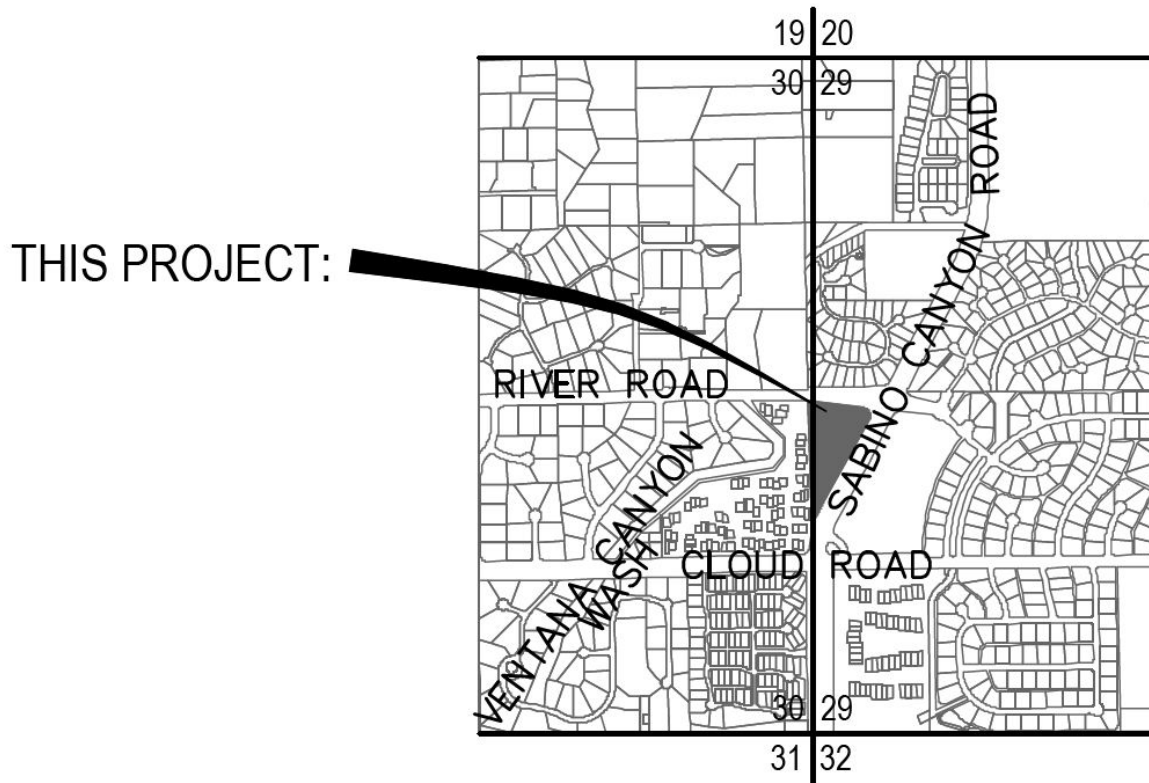 19 20
30 29
ROAD
SABINO CANYON
THIS PROJECT:
RIVER ROAD
VENTANA CANYON
WASH
CLOUD ROAD
30 29
31 32